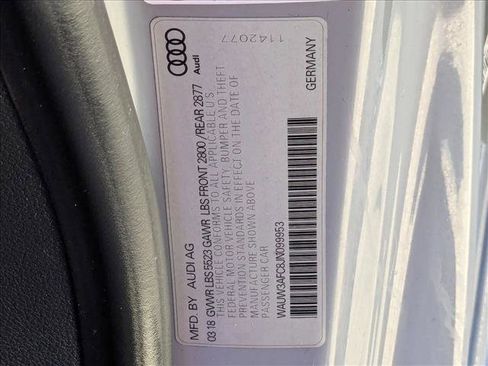 MFD. BY AUDI AG
03 18 GVWR LBS 5523 GAWR LBS FRONT 2800 /REAR 2877
THIS VEHICLE CONFORMS TO ALL APPLICABLE U S
FEDERAL MOTOR VEHICLE SAFETY, BUMPER AND THEFT
PREVENTION STANDARDS IN EFFECT ON THE DATE OF
MANUFACTURE SHOWN ABOVE
PASSENGER CAR
WAUW3AFC8JN099953
GERMANY
Audi
1142077